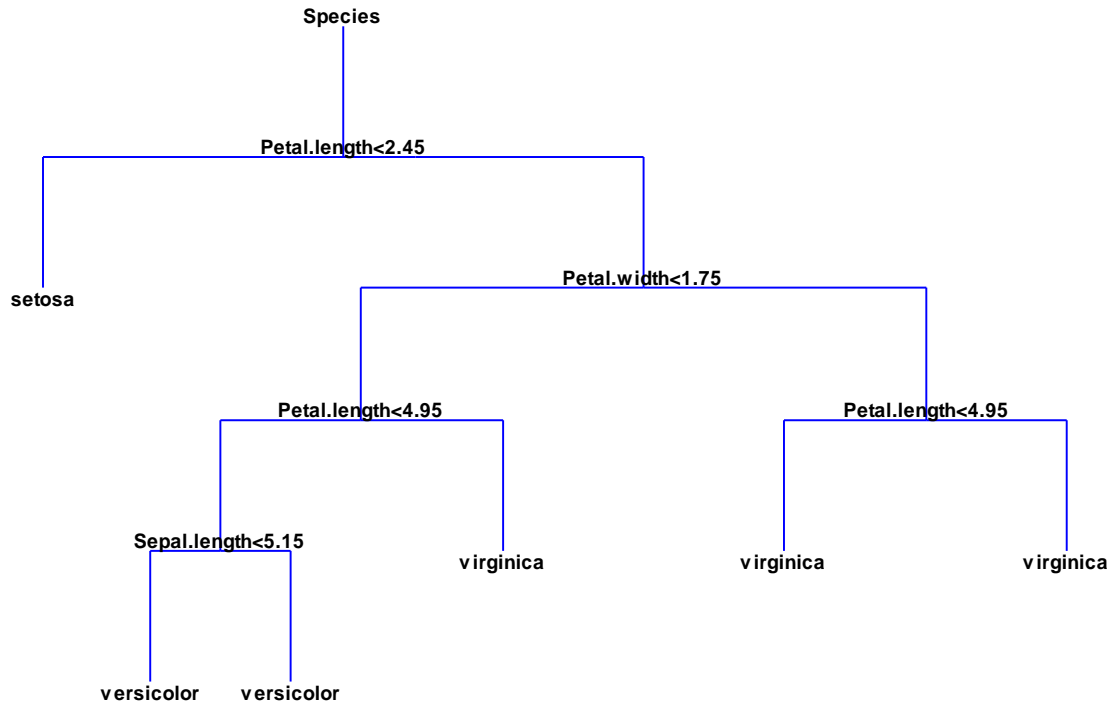 Species
Petal.length<2.45
setosa
Petal.width<1.75
Petal.length<4.95
Petal.length<4.95
Sepal.length<5.15
virginica
virginica
virginica
versicolor
versicolor